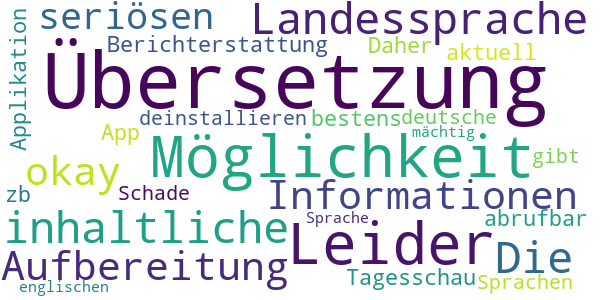 seriösen Landessprache
Berichterstattung Daher aktuell
Applikation
Übersetzung
deinstallieren bestens deutsche
App mächtig
okay Möglichkeit gibt
zb Schade Informationen
inhaltliche Sprache abrufbar
Aufbereitung Leider Die
Tagesschau Sprachen
englischen